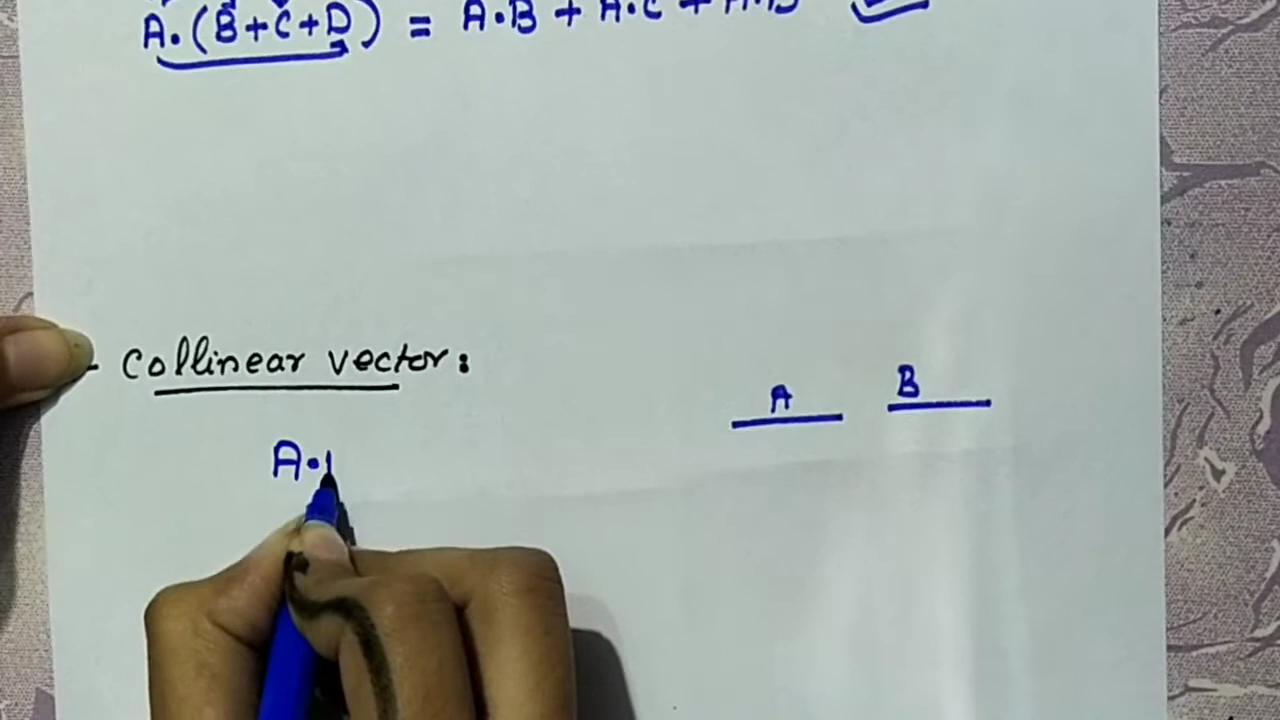 A·(B+C+D) = A·B + A·C + A·D
collinear vector:
A B
A·